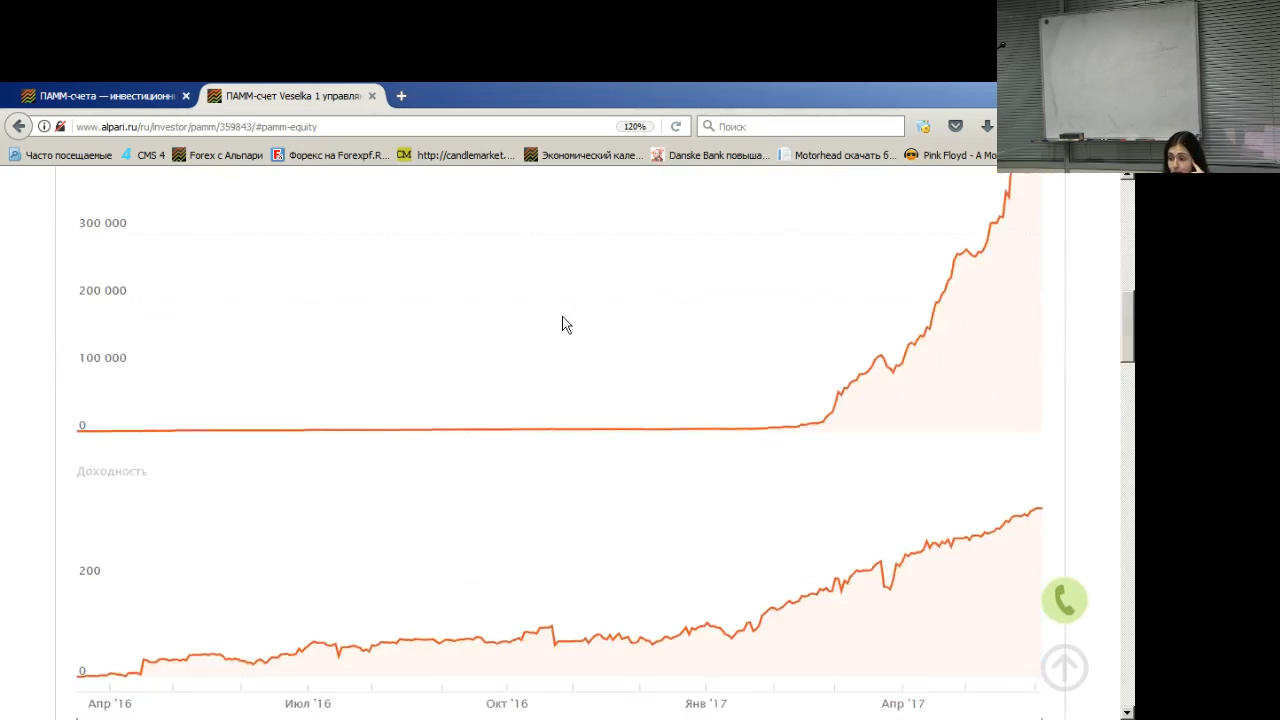 ПАММ-счета — инвестиционн
ПАММ-счет Veselka 1 управля
www.alpari.ru/ru/investor/pamm/359843/#pamm-equity
120%
Поиск
Часто посещаемые
CMS 4
Forex с Альпари
Форекс на Forexpf.R...
http://candlemarket....
Экономический кале...
Danske Bank повыша...
Motorhead скачать б...
Pink Floyd - A Mo
300 000
200 000
100 000
0
Доходность
200
0
Апр '16
Июл '16
Окт '16
Янв '17
Апр '17